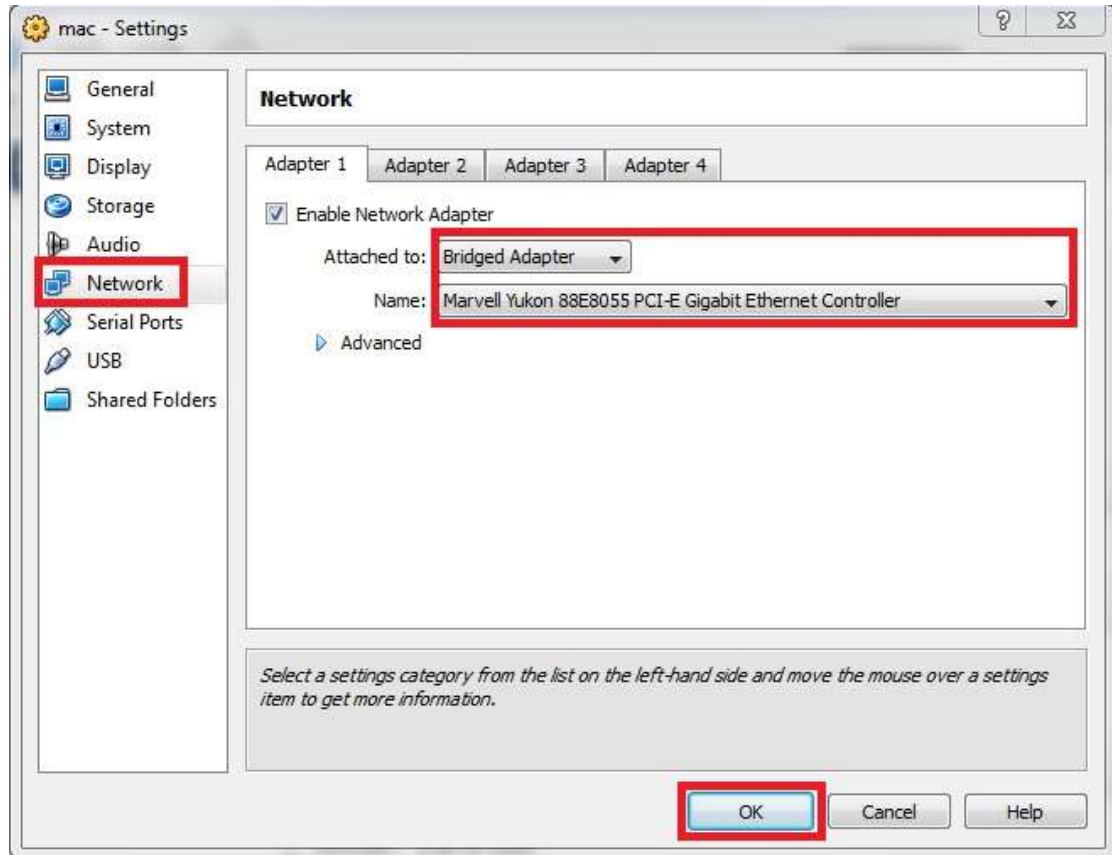 mac - Settings
General
System
Display
Storage
Audio
Network
Serial Ports
USB
Shared Folders
Network
Adapter 1 Adapter 2 Adapter 3 Adapter 4
Enable Network Adapter
Attached to: Bridged Adapter
Name: Marvell Yukon 88E8055 PCI-E Gigabit Ethernet Controller
Advanced
Select a settings category from the list on the left-hand side and move the mouse over a settings
item to get more information.
OK Cancel Help